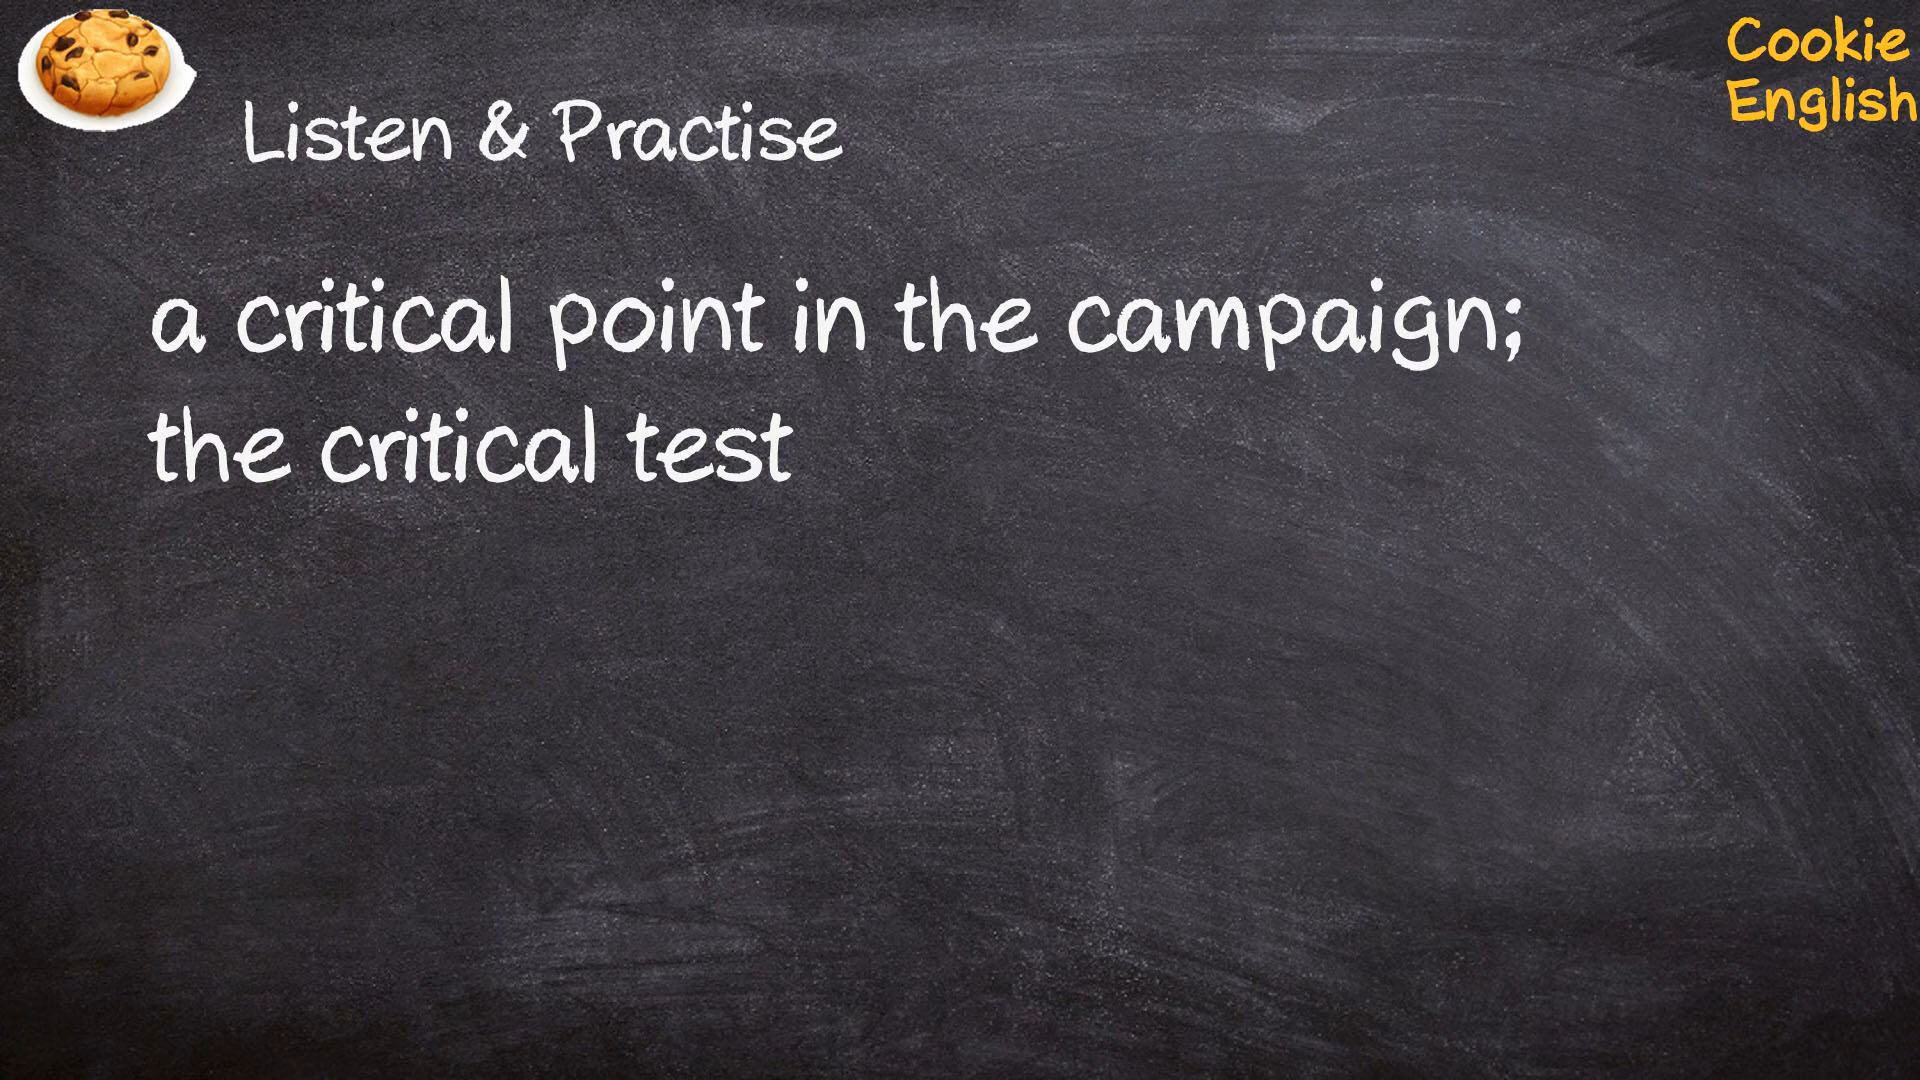 Cookie
English
Listen & Practise
a critical point in the campaign;
the critical test